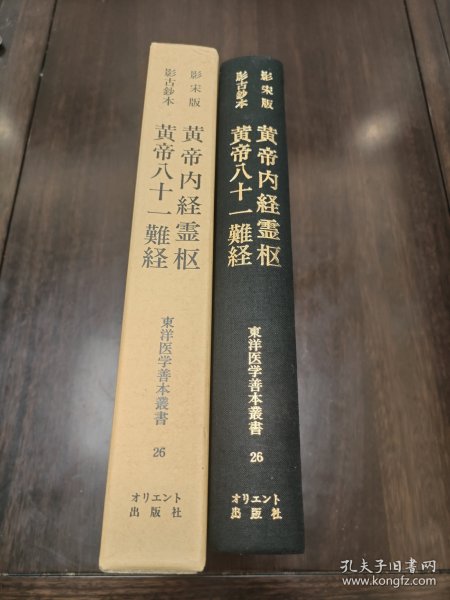 影宋版
黄帝内経霊枢
影古鈔本
黄帝八十一難経
東洋医学善本叢書
26
オリエント
出版社
影宋版
黄帝内経霊枢
影古鈔本
黄帝八十一難経
東洋医学善本叢書
26
オリエント
出版社
孔夫子旧书网
www.kongfz.com